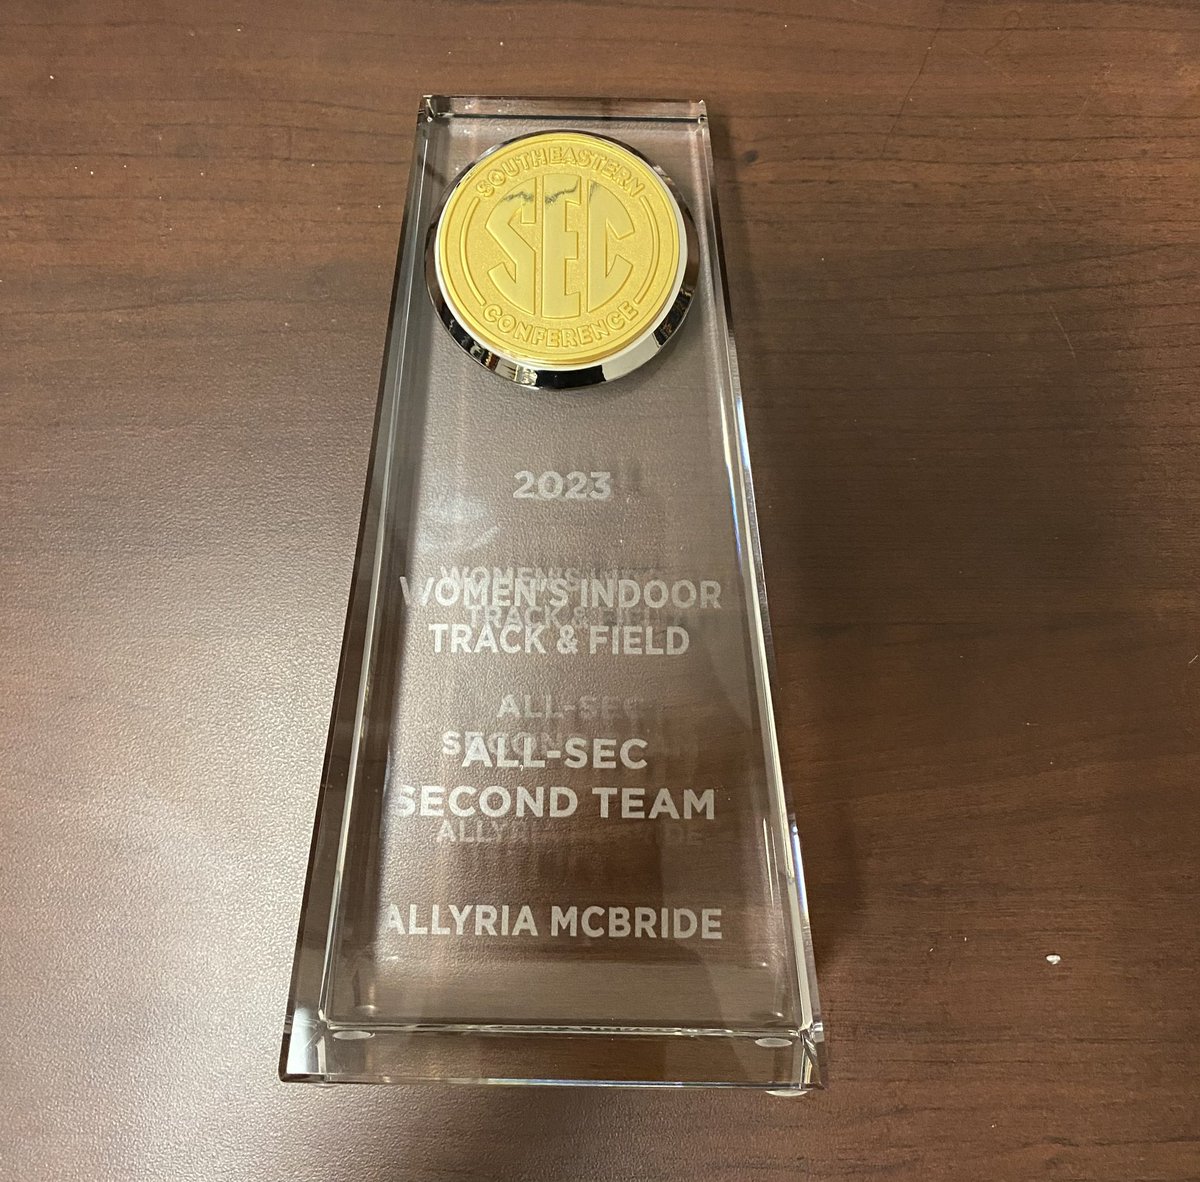 SOUTHEASTERN
SEC
CONFERENCE
2023
WOMEN'S INDOOR
TRACK & FIELD
ALL-SEC
SECOND TEAM
ALLYRIA MCBRIDE